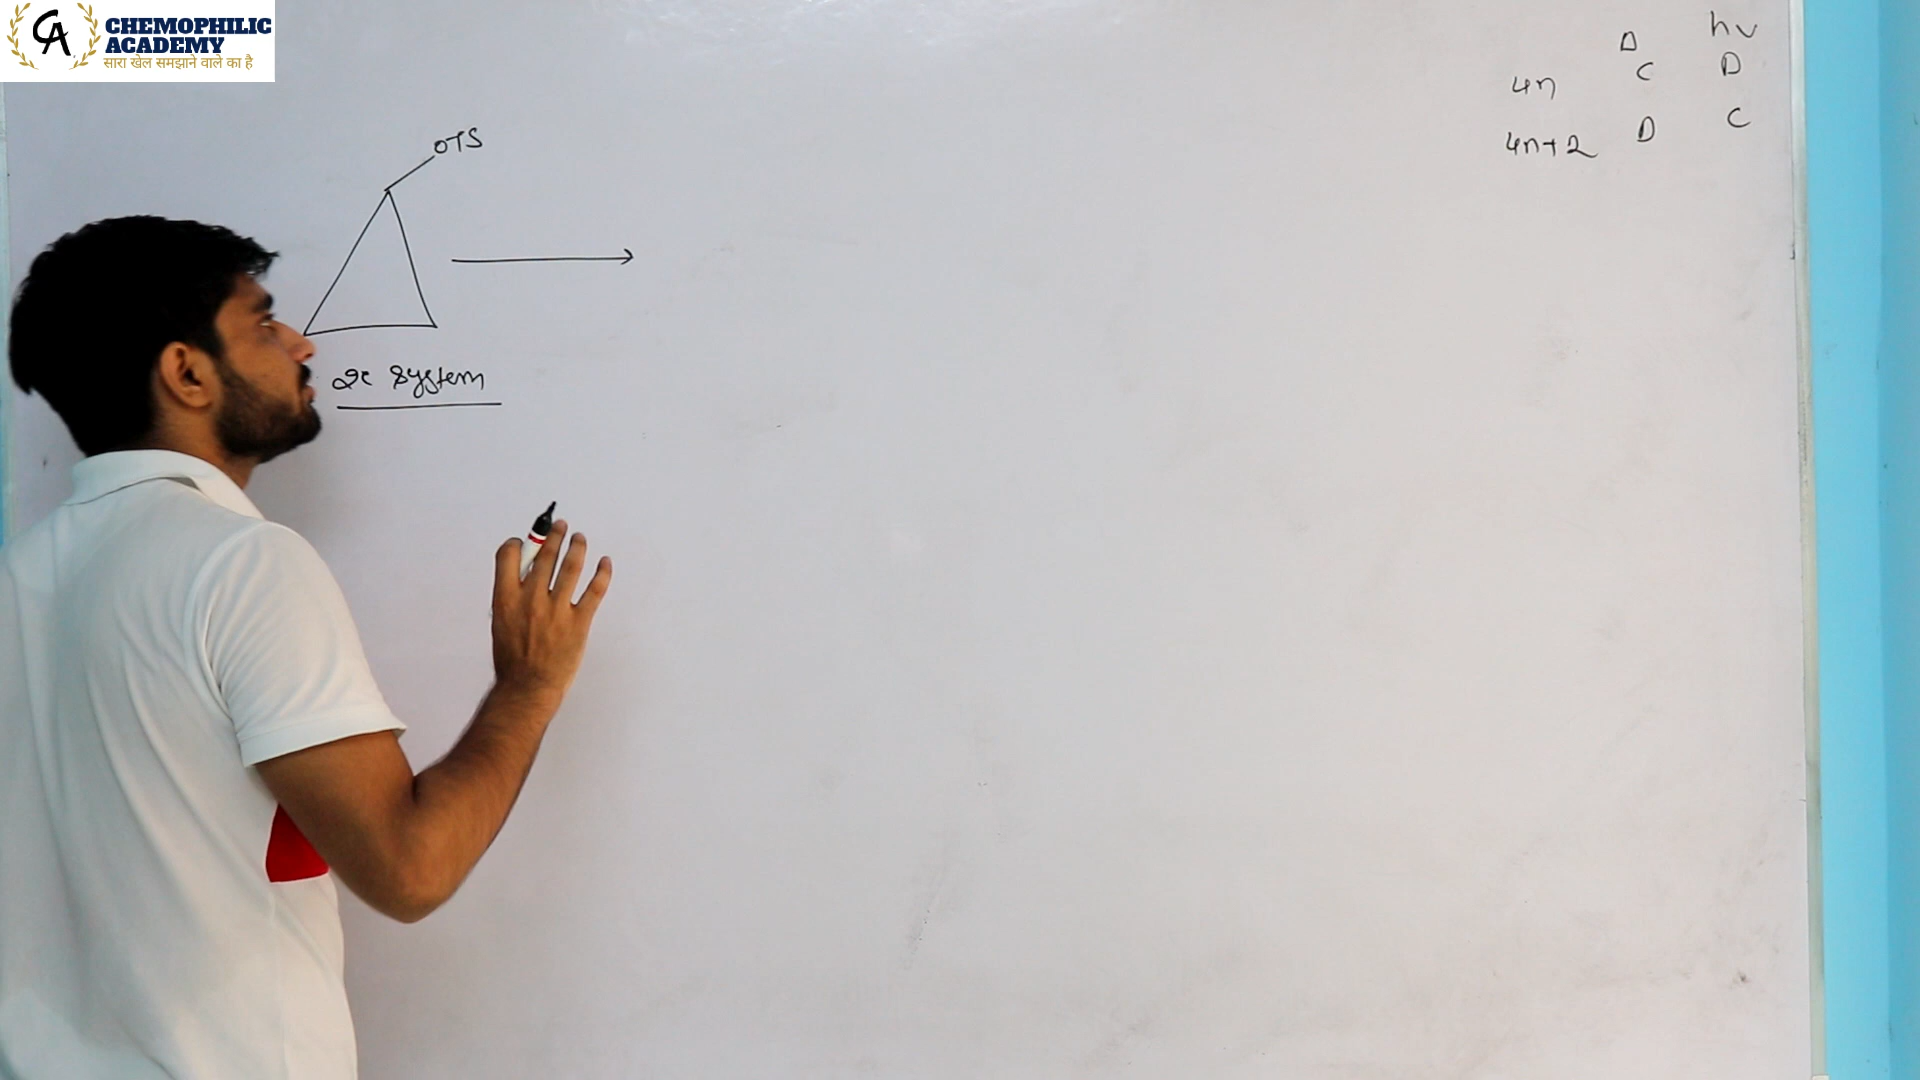 CHEMOPHILIC
ACADEMY
सारा खेल समझाने वाले का है
OTS
2e system
Δ hν
4n C D
4n+2 D C